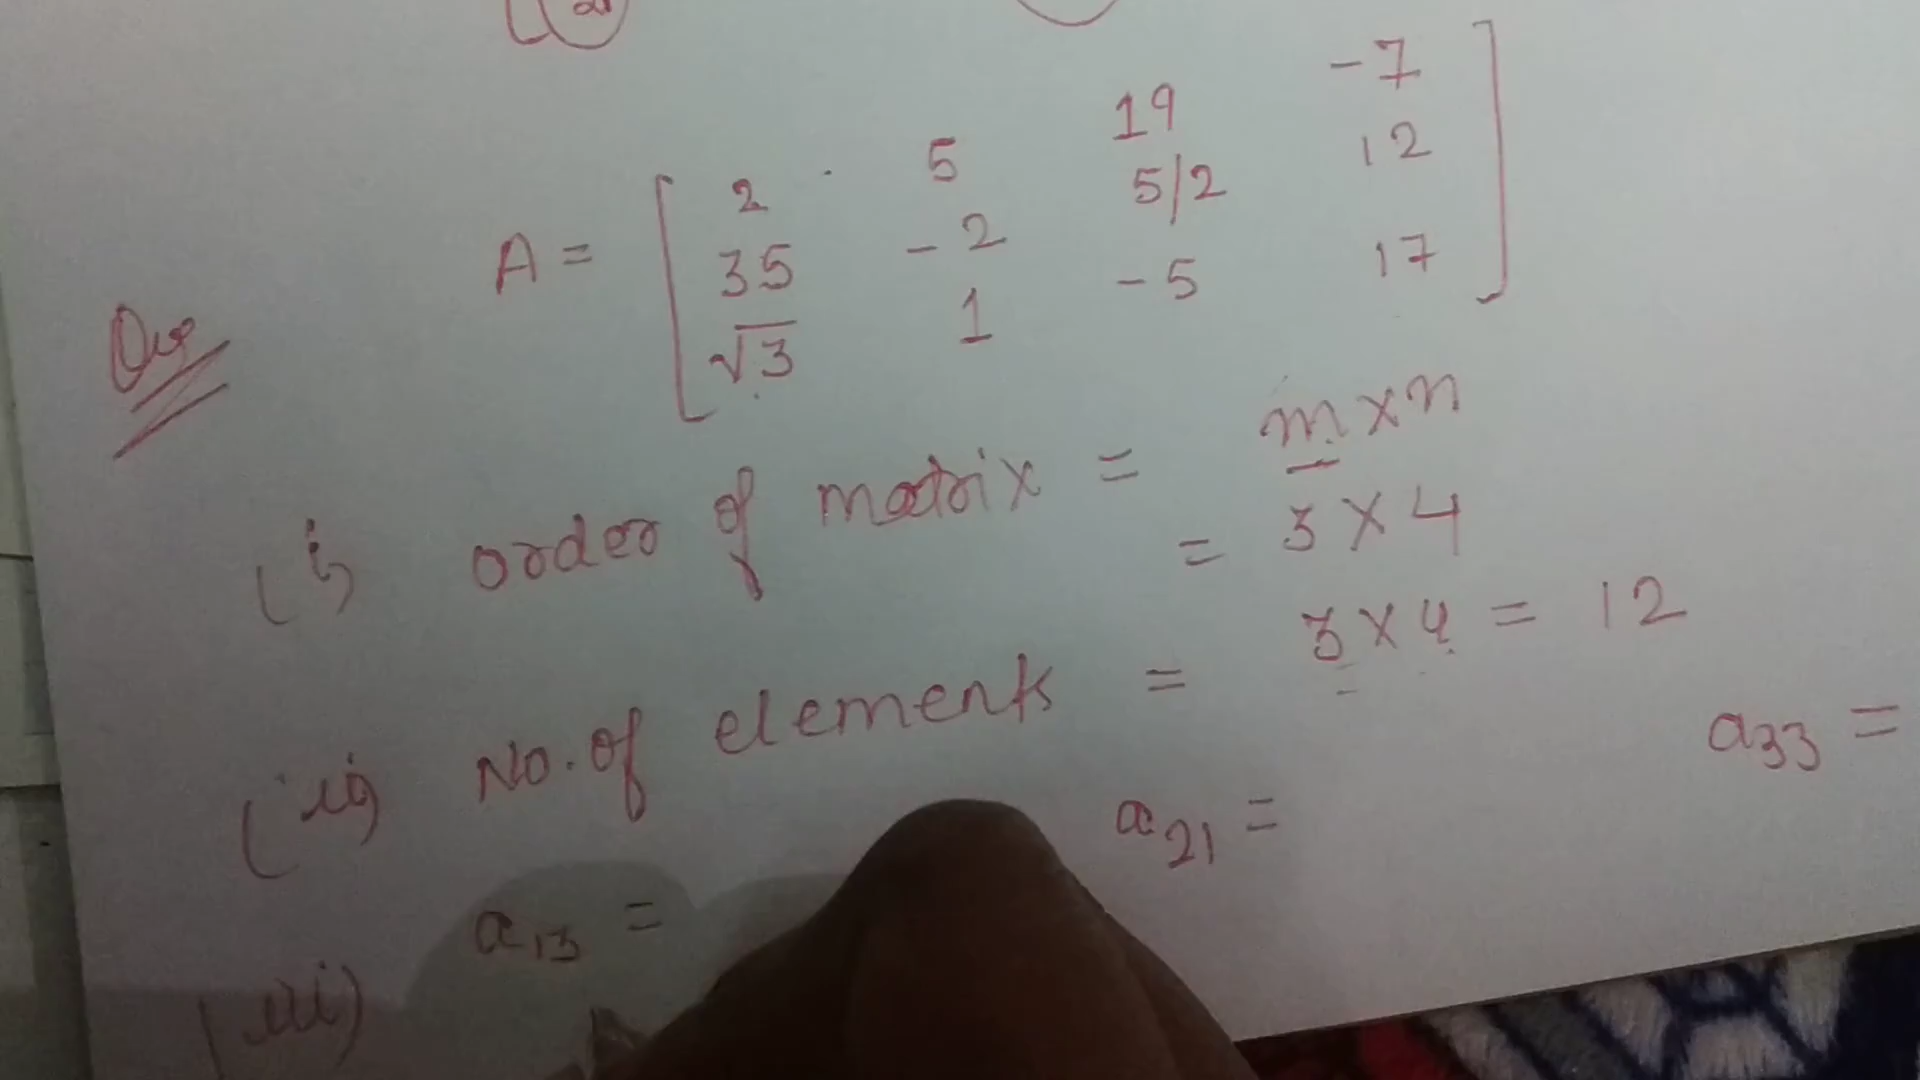 21
2 5 19 -7
A = 35 -2 5/2 12
√3 1 -5 17
Que
(i) order of matrix = m×n
= 3×4
(ii) No. of elements = 3×4 = 12
(iii) a13 = a21 = a33 =